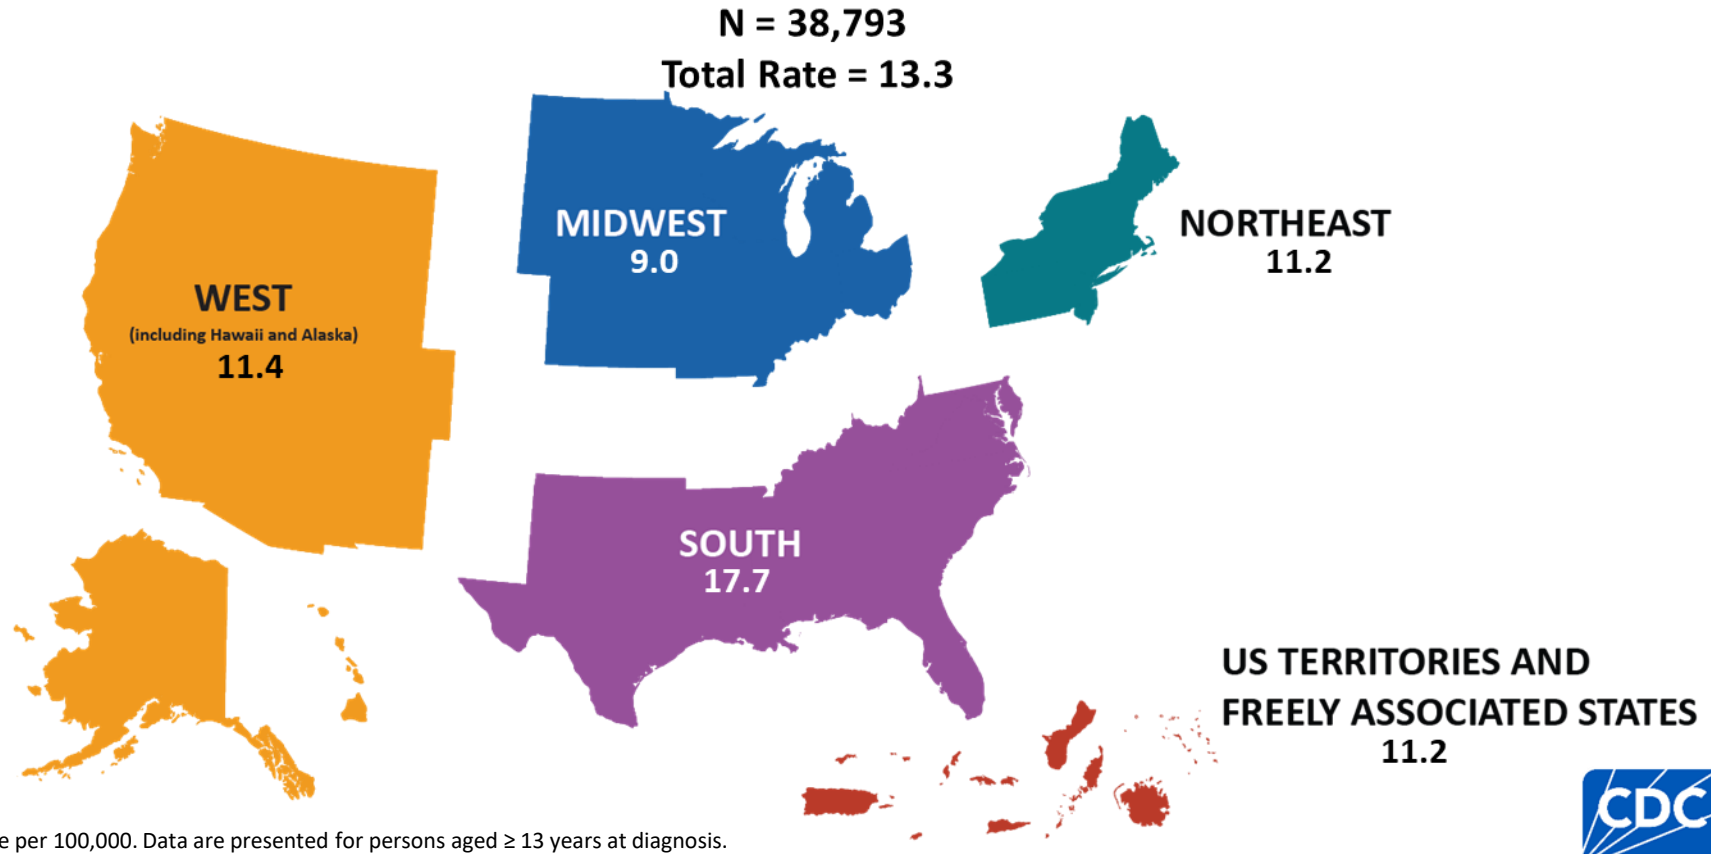 N = 38,793
Total Rate = 13.3
MIDWEST
9.0
NORTHEAST
11.2
WEST
(including Hawaii and Alaska)
11.4
SOUTH
17.7
US TERRITORIES AND
FREELY ASSOCIATED STATES
11.2
per 100,000. Data are presented for persons aged ≥ 13 years at diagnosis.
CDC